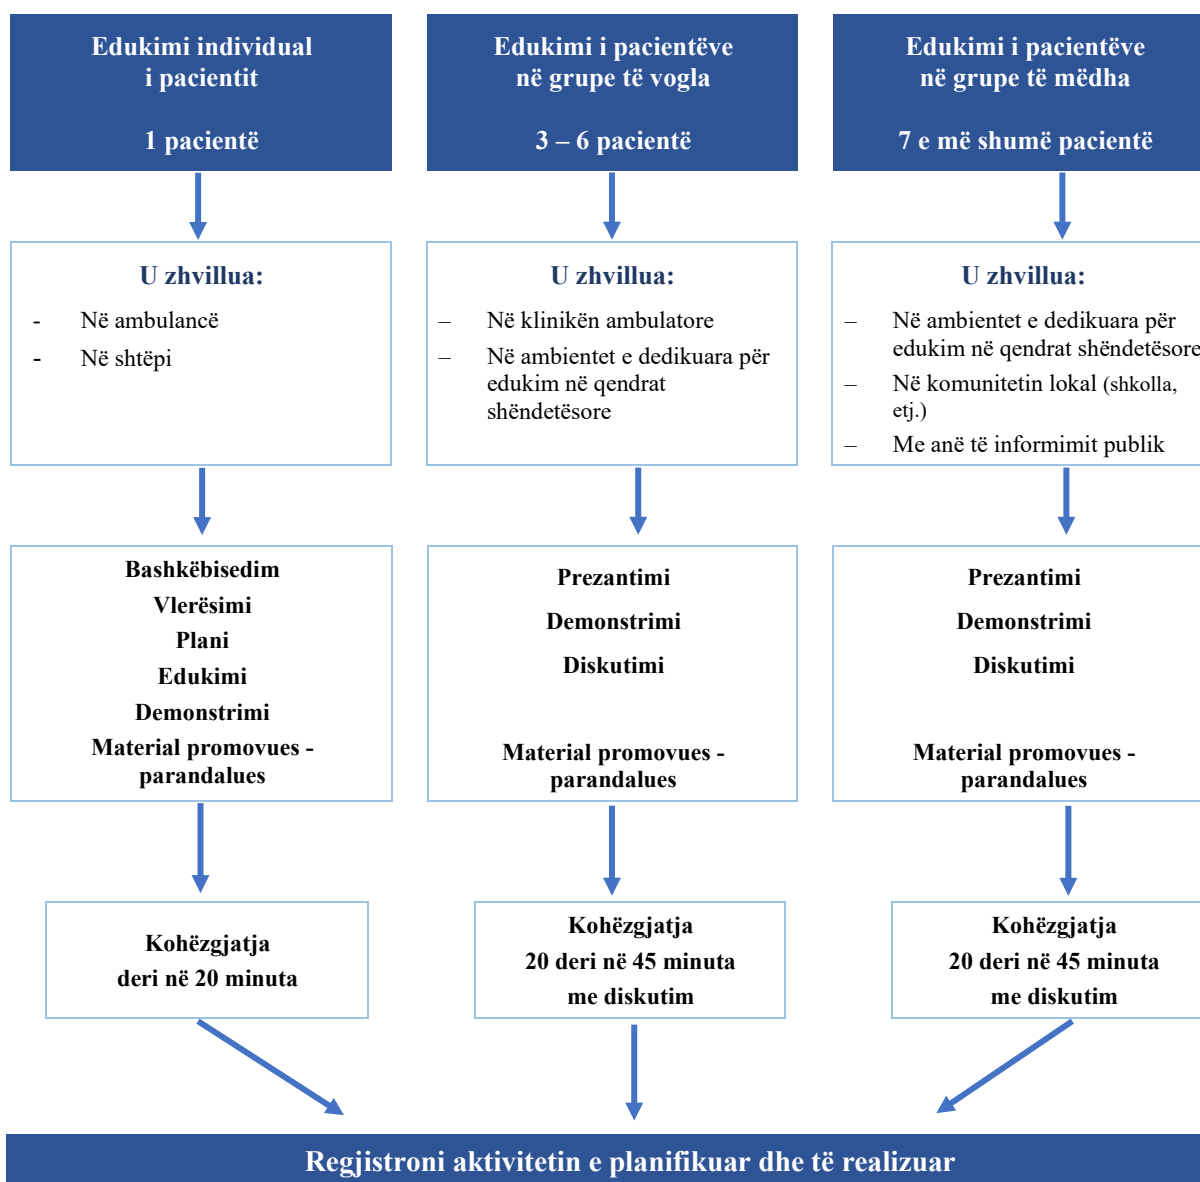 Edukimi individual
i pacientit
1 pacientë
U zhvillua:
- Në ambulancë
- Në shtëpi
Bashkëbisedim
Vlerësimi
Plani
Edukimi
Demonstrimi
Material promovues -
parandalues
Kohëzgjatja
deri në 20 minuta
Edukimi i pacientëve
në grupe të vogla
3 – 6 pacientë
U zhvillua:
– Në klinikën ambulatore
– Në ambientet e dedikuara për
edukim në qendrat
shëndetësore
Prezantimi
Demonstrimi
Diskutimi
Material promovues -
parandalues
Kohëzgjatja
20 deri në 45 minuta
me diskutim
Edukimi i pacientëve
në grupe të mëdha
7 e më shumë pacientë
U zhvillua:
– Në ambientet e dedikuara për
edukim në qendrat shëndetësore
– Në komunitetin lokal (shkolla,
etj.)
– Me anë të informimit publik
Prezantimi
Demonstrimi
Diskutimi
Material promovues -
parandalues
Kohëzgjatja
20 deri në 45 minuta
me diskutim
Regjistroni aktivitetin e planifikuar dhe të realizuar